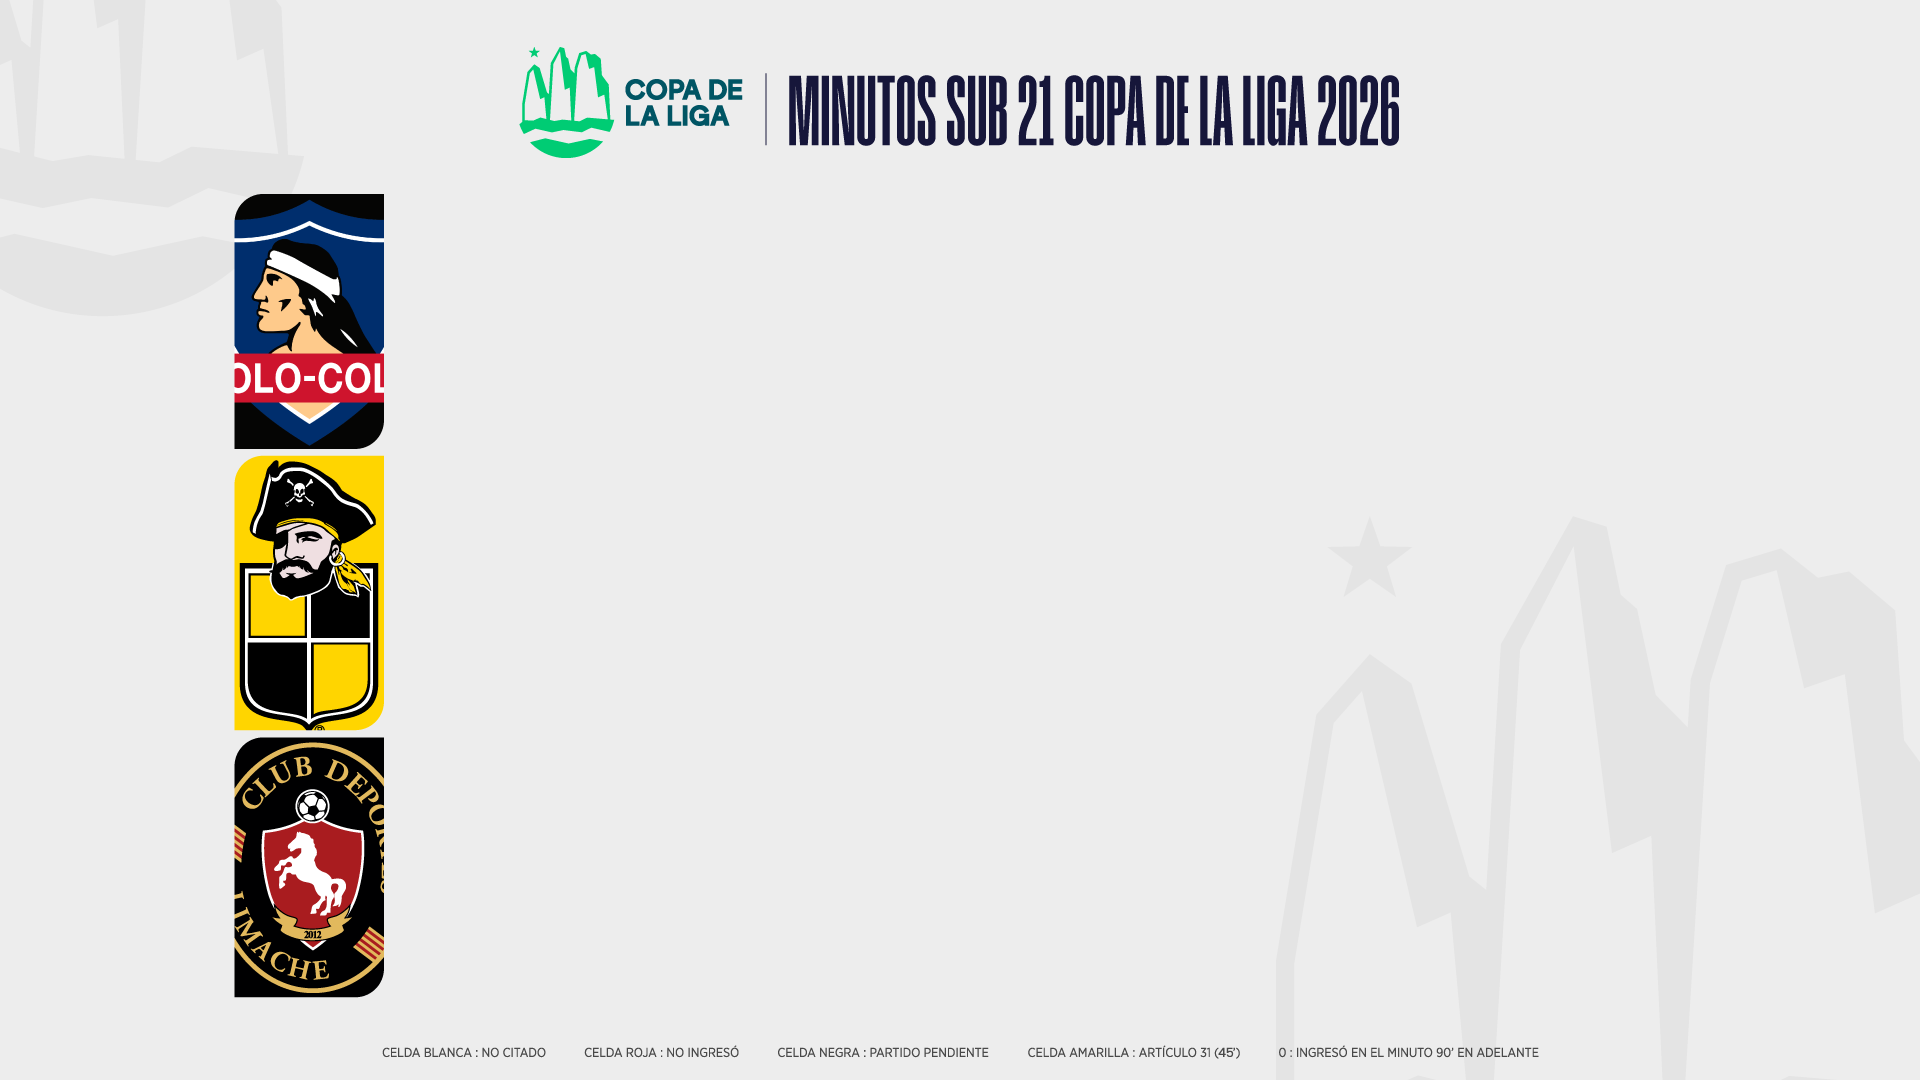 COPA DE
LA LIGA
MINUTOS SUB 21 COPA DE LA LIGA 2026
OLO-COL
®
CLUB DEPORTES
2012
LIMACHE
CELDA BLANCA : NO CITADO
CELDA ROJA : NO INGRESÓ
CELDA NEGRA : PARTIDO PENDIENTE
CELDA AMARILLA : ARTÍCULO 31 (45')
0 : INGRESÓ EN EL MINUTO 90' EN ADELANTE